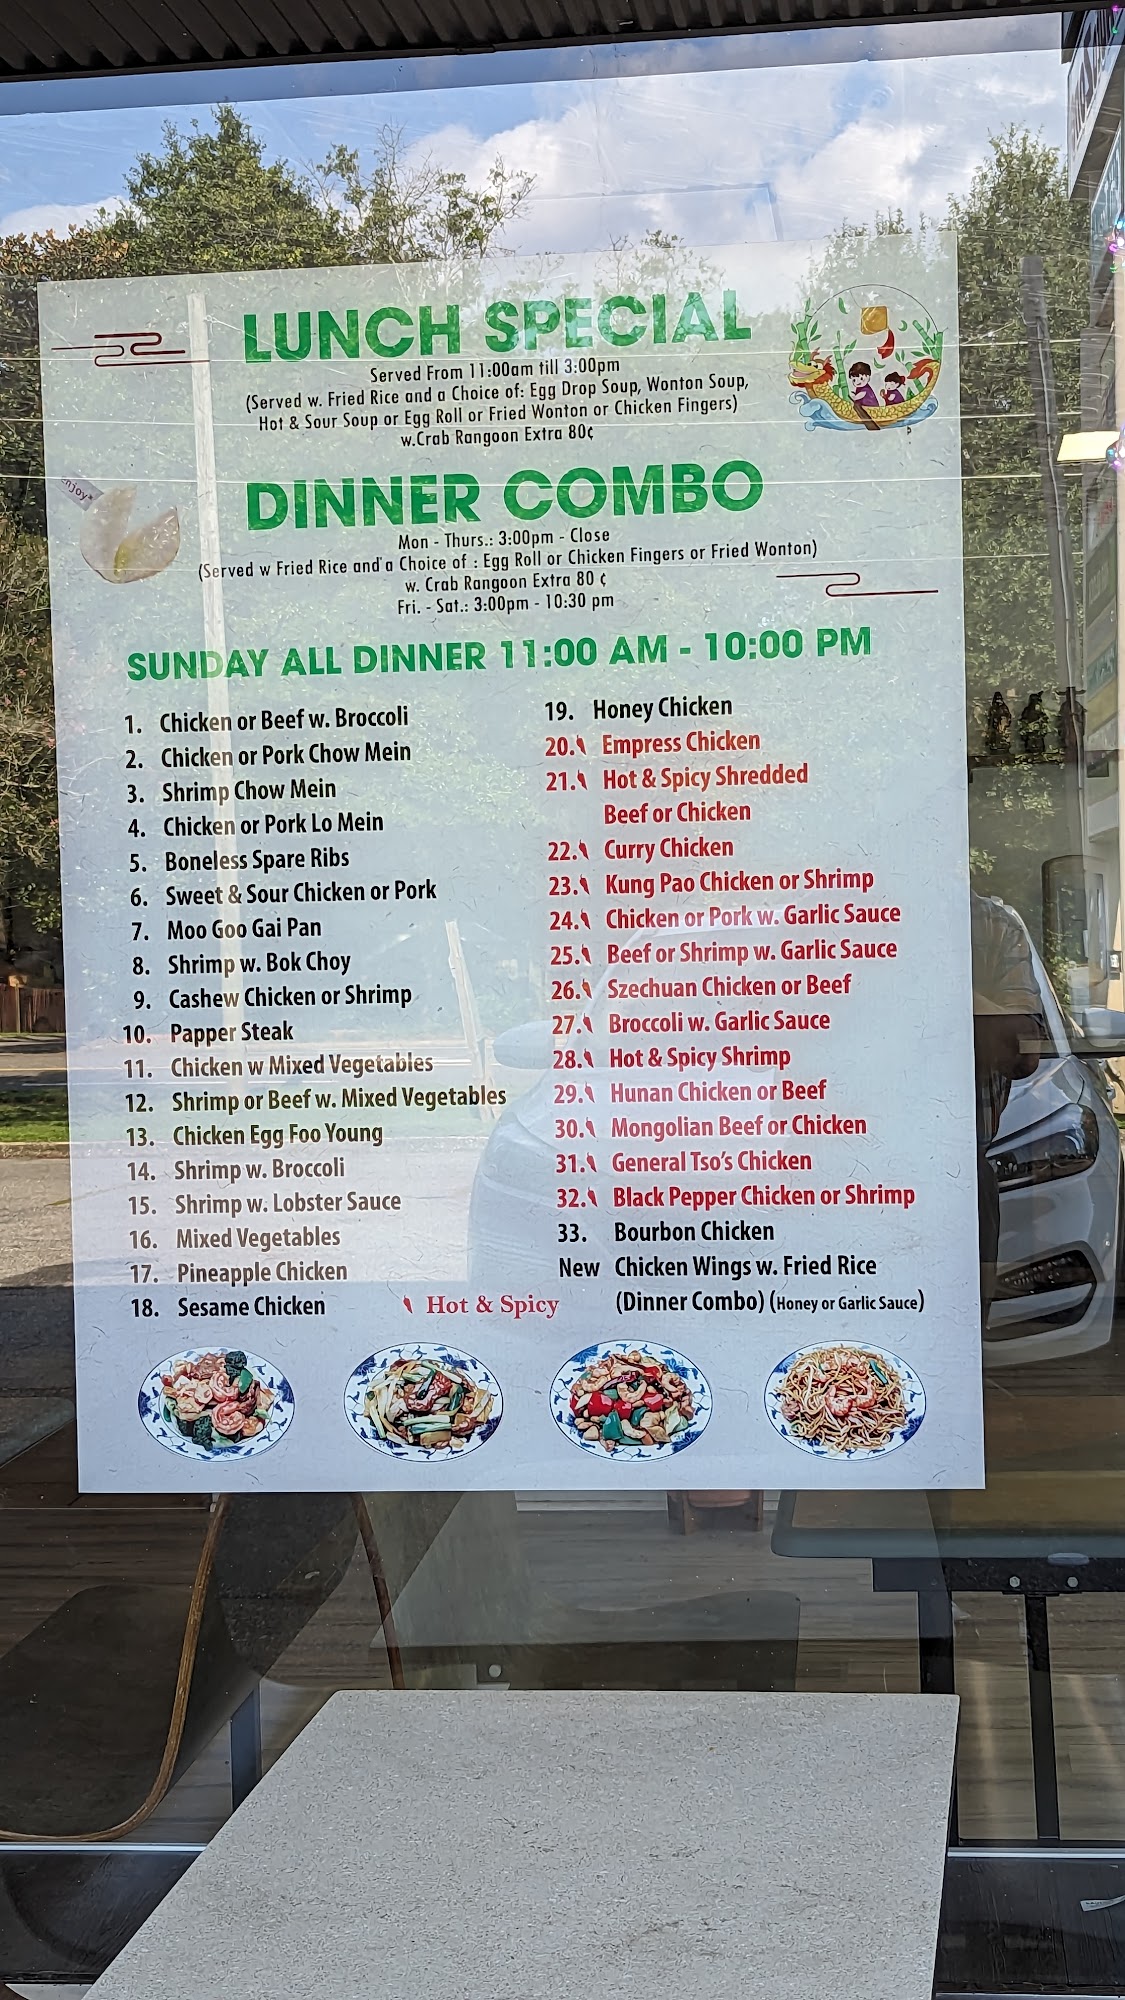 LUNCH SPECIAL
Served From 11:00am till 3:00pm
(Served w. Fried Rice and a Choice of: Egg Drop Soup, Wonton Soup,
Hot & Sour Soup or Egg Roll or Fried Wonton or Chicken Fingers)
w.Crab Rangoon Extra 80¢
enjoy*
DINNER COMBO
Mon - Thurs.: 3:00pm - Close
(Served w Fried Rice and a Choice of : Egg Roll or Chicken Fingers or Fried Wonton)
w. Crab Rangoon Extra 80 ¢
Fri. - Sat.: 3:00pm - 10:30 pm
SUNDAY ALL DINNER 11:00 AM - 10:00 PM
1. Chicken or Beef w. Broccoli
2. Chicken or Pork Chow Mein
3. Shrimp Chow Mein
4. Chicken or Pork Lo Mein
5. Boneless Spare Ribs
6. Sweet & Sour Chicken or Pork
7. Moo Goo Gai Pan
8. Shrimp w. Bok Choy
9. Cashew Chicken or Shrimp
10. Papper Steak
11. Chicken w Mixed Vegetables
12. Shrimp or Beef w. Mixed Vegetables
13. Chicken Egg Foo Young
14. Shrimp w. Broccoli
15. Shrimp w. Lobster Sauce
16. Mixed Vegetables
17. Pineapple Chicken
18. Sesame Chicken
Hot & Spicy
19. Honey Chicken
20. Empress Chicken
21. Hot & Spicy Shredded
Beef or Chicken
22. Curry Chicken
23. Kung Pao Chicken or Shrimp
24. Chicken or Pork w. Garlic Sauce
25. Beef or Shrimp w. Garlic Sauce
26. Szechuan Chicken or Beef
27. Broccoli w. Garlic Sauce
28. Hot & Spicy Shrimp
29. Hunan Chicken or Beef
30. Mongolian Beef or Chicken
31. General Tso's Chicken
32. Black Pepper Chicken or Shrimp
33. Bourbon Chicken
New Chicken Wings w. Fried Rice
(Dinner Combo) (Honey or Garlic Sauce)